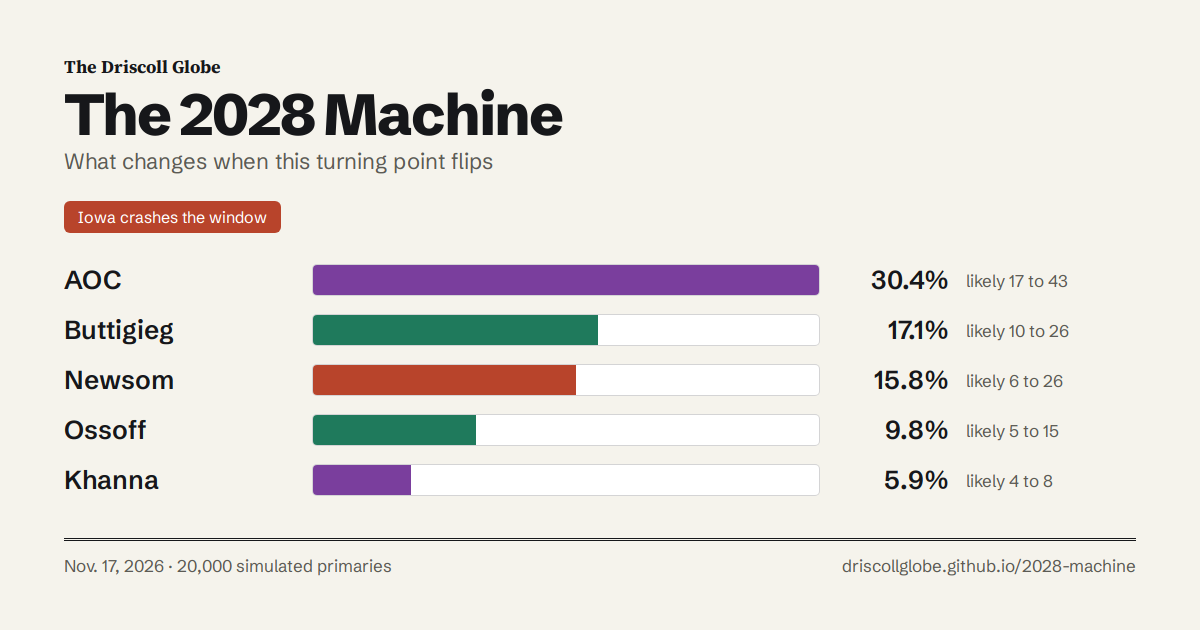 The Driscoll Globe
The 2028 Machine
What changes when this turning point flips
Iowa crashes the window
AOC 30.4% likely 17 to 43
Buttigieg 17.1% likely 10 to 26
Newsom 15.8% likely 6 to 26
Ossoff 9.8% likely 5 to 15
Khanna 5.9% likely 4 to 8
Nov. 17, 2026 · 20,000 simulated primaries driscollglobe.github.io/2028-machine